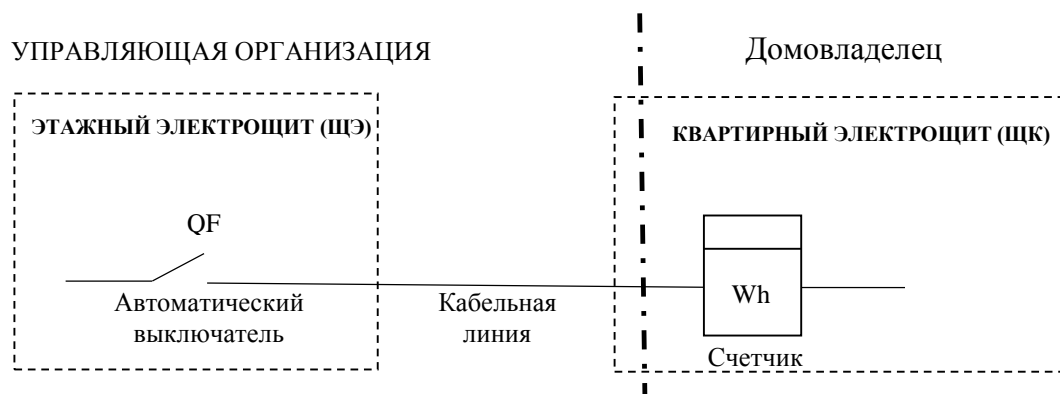 УПРАВЛЯЮЩАЯ ОРГАНИЗАЦИЯ
Домовладелец
ЭТАЖНЫЙ ЭЛЕКТРОЩИТ (ЩЭ)
КВАРТИРНЫЙ ЭЛЕКТРОЩИТ (ЩК)
QF
Автоматический
выключатель
Кабельная
линия
Wh
Счетчик